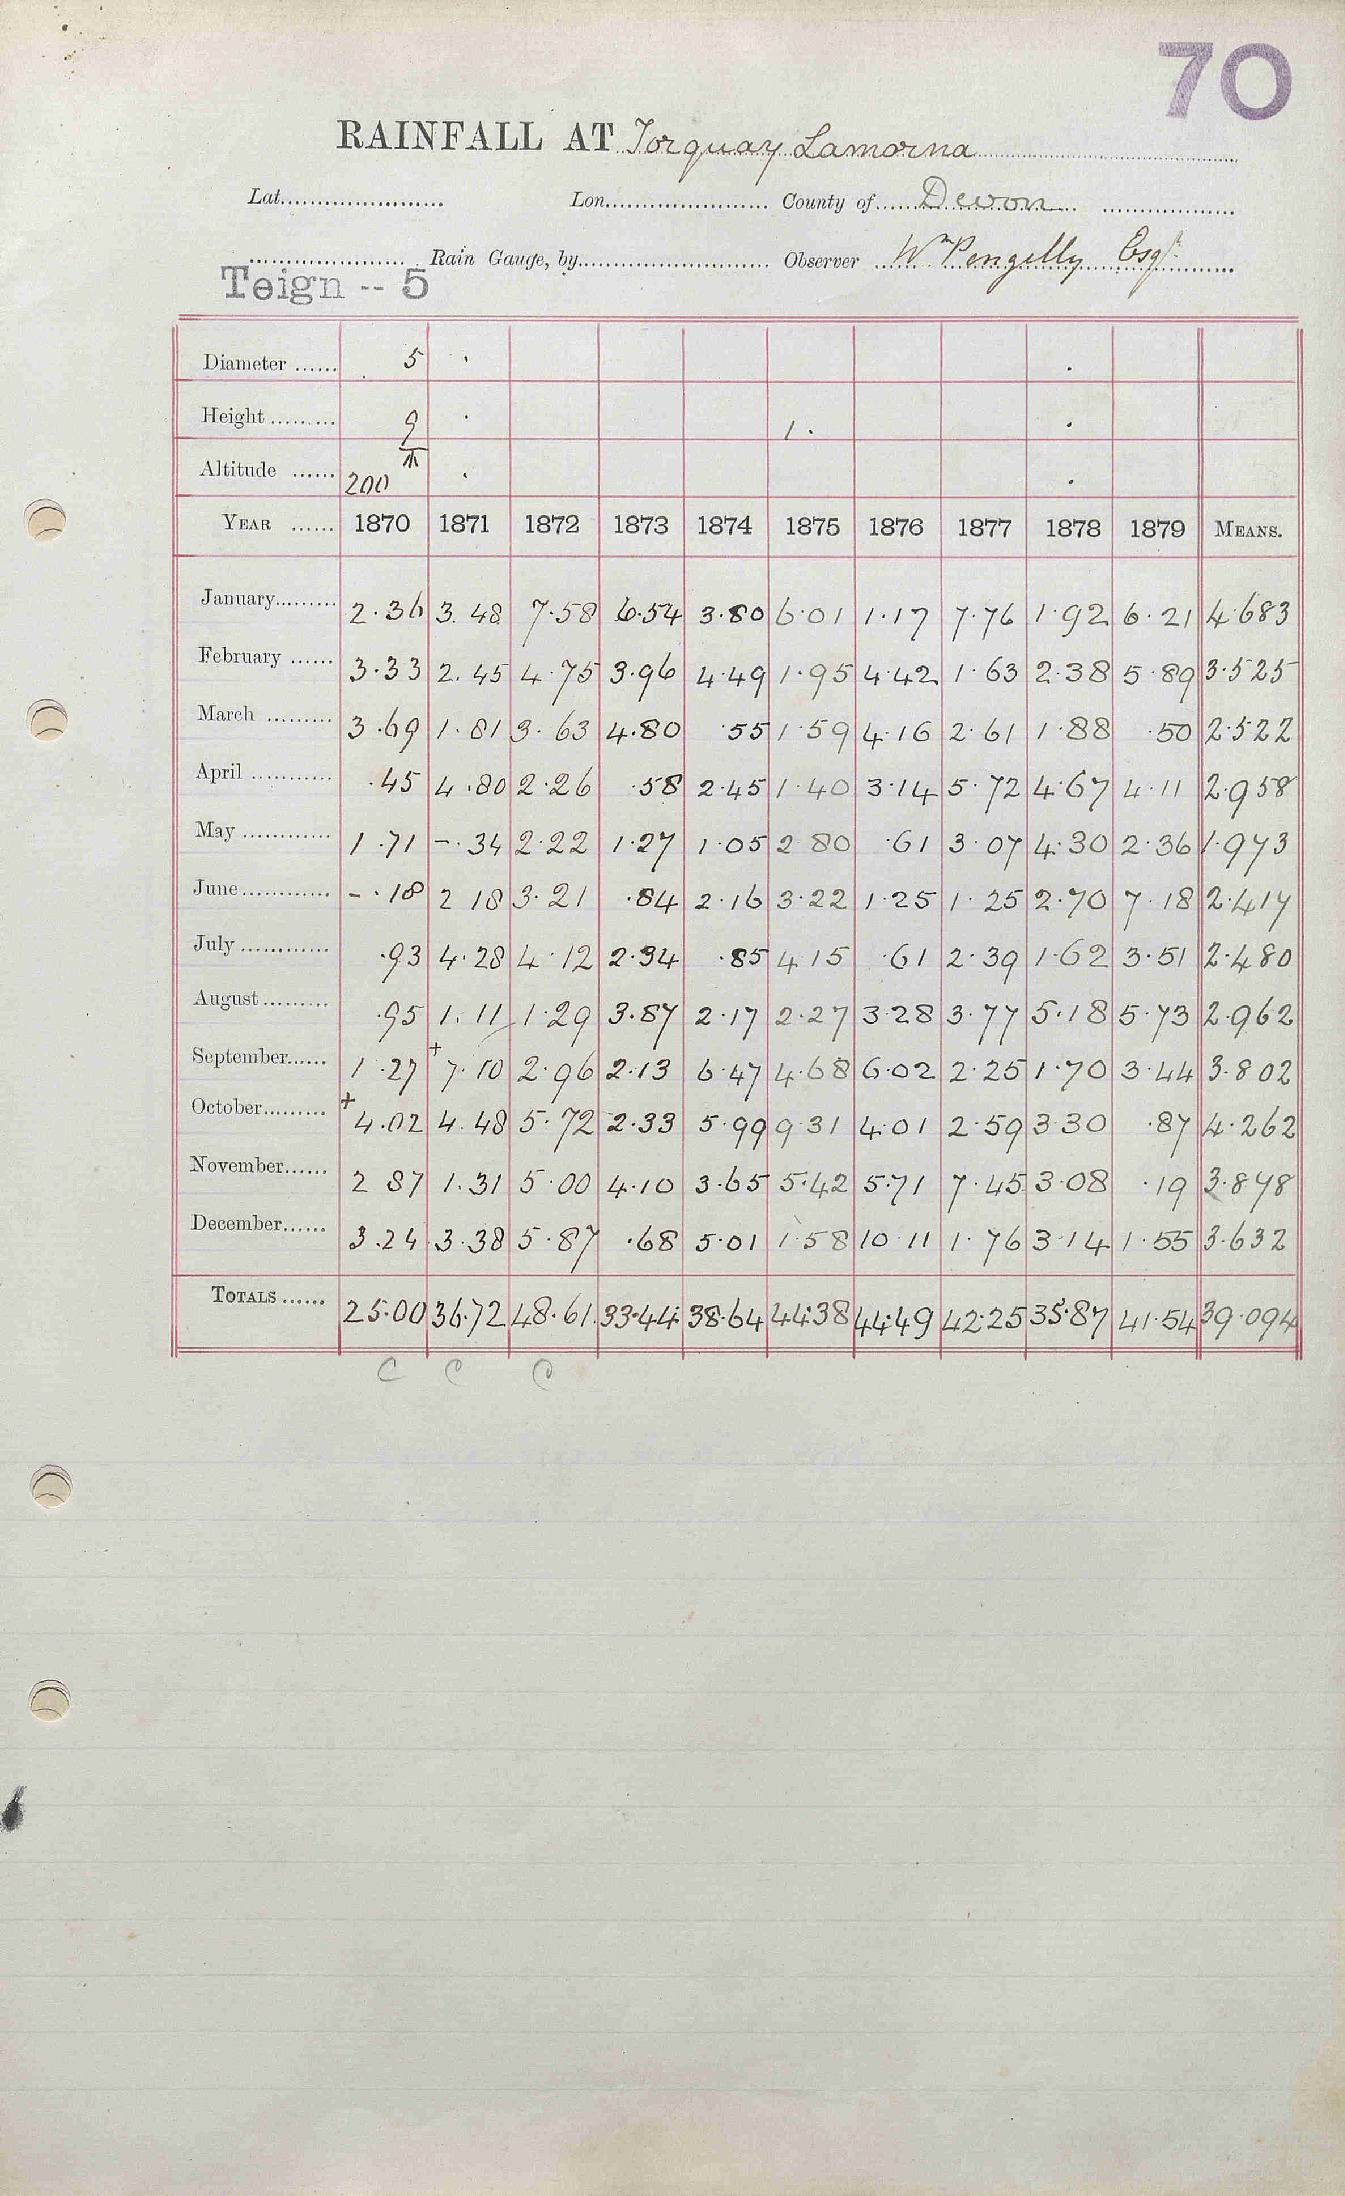 70
RAINFALL AT Torquay Lamorna
Lat. Lon. County of Devon
Rain Gauge, by Observer Wm Pengelly Esqr
Teign -- 5
Diameter 5
Height 9
Altitude 200
YEAR 1870 1871 1872 1873 1874 1875 1876 1877 1878 1879 MEANS.
January 2.36 3.48 7.58 6.54 3.80 6.01 1.17 7.76 1.92 6.21 4.683
February 3.33 2.45 4.75 3.96 4.49 1.95 4.42 1.63 2.38 5.89 3.525
March 3.69 1.81 3.63 4.80 .55 1.59 4.16 2.61 1.88 .50 2.522
April .45 4.80 2.26 .58 2.45 1.40 3.14 5.72 4.67 4.11 2.958
May 1.71 -.34 2.22 1.27 1.05 2 80 .61 3.07 4.30 2.36 1.973
June -.18 2 18 3.21 .84 2.16 3.22 1.25 1.25 2.70 7.18 2.417
July .93 4.28 4.12 2.34 .85 4 15 .61 2.39 1.62 3.51 2.480
August .95 1.11 1.29 3.87 2.17 2.27 3.28 3.77 5.18 5.73 2.962
September 1.27 +7.10 2.96 2.13 6.47 4.68 6.02 2.25 1.70 3.44 3.802
October +4.02 4.48 5.72 2.33 5.99 9 31 4.01 2.59 3.30 .87 4.262
November 2 87 1.31 5.00 4.10 3.65 5.42 5.71 7.45 3.08 .19 3.878
December 3.24 3.38 5.87 .68 5.01 1.58 10 11 1.76 3.14 1.55 3.632
TOTALS 25.00 36.72 48.61 33.44 38.64 44.38 44.49 42.25 35.87 41.54 39.094
C C C